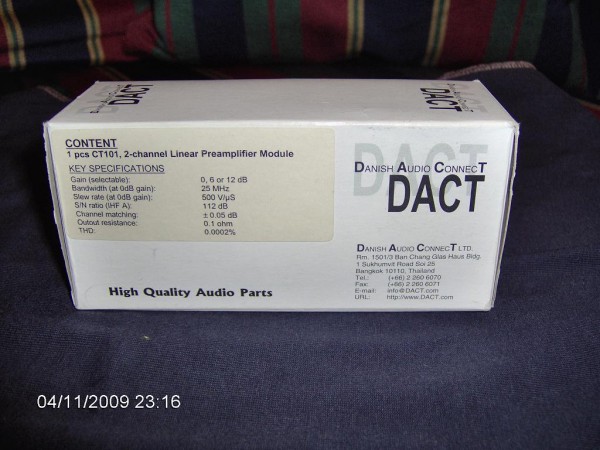 DACT
DACT
CONTENT
1 pcs CT101, 2-channel Linear Preamplifier Module
KEY SPECIFICATIONS
Gain (selectable): 0, 6 or 12 dB
Bandwidth (at 0dB gain): 25 MHz
Slew rate (at 0dB gain): 500 V/µS
S/N ratio (IHF A): 112 dB
Channel matching: ± 0.05 dB
Output resistance: 0.1 ohm
THD: 0.0002%
High Quality Audio Parts
DACT
DANISH AUDIO CONNECT
DACT
DANISH AUDIO CONNECT LTD.
Rm. 1501/3 Ban Chang Glas Haus Bldg.
1 Sukhumvit Road Soi 25
Bangkok 10110, Thailand
Tel.: (+66) 2 260 6070
Fax: (+66) 2 260 6071
E-mail: info@DACT.com
URL: http://www.DACT.com
04/11/2009 23:16